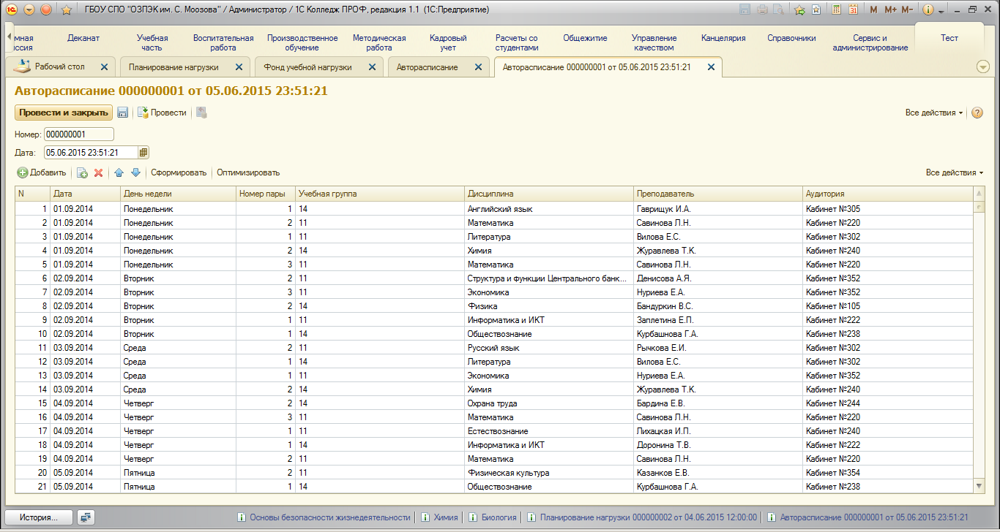 ГБОУ СПО "ОЗПЭК им. С. Моозова" / Администратор / 1С Колледж ПРОФ, редакция 1.1 (1С:Предприятие)
M M+ M-
мная
иссия
Деканат
Учебная
часть
Воспитательная
работа
Производственное
обучение
Методическая
работа
Кадровый
учет
Расчеты со
студентами
Общежитие
Управление
качеством
Канцелярия
Справочники
Сервис и
администрирование
Тест
Рабочий стол
Планирование нагрузки
Фонд учебной нагрузки
Авторасписание
Авторасписание 000000001 от 05.06.2015 23:51:21
Авторасписание 000000001 от 05.06.2015 23:51:21
Провести и закрыть Провести Все действия
Номер: 000000001
Дата: 05.06.2015 23:51:21
Добавить Сформировать Оптимизировать Все действия
N Дата День недели Номер пары Учебная группа Дисциплина Преподаватель Аудитория
1 01.09.2014 Понедельник 1 14 Английский язык Гаврищук И.А. Кабинет №305
2 01.09.2014 Понедельник 2 11 Математика Савинова Л.Н. Кабинет №220
3 01.09.2014 Понедельник 1 11 Литература Вилова Е.С. Кабинет №302
4 01.09.2014 Понедельник 2 14 Химия Журавлева Т.К. Кабинет №240
5 01.09.2014 Понедельник 3 11 Математика Савинова Л.Н. Кабинет №220
6 02.09.2014 Вторник 2 11 Структура и функции Центрального банк... Денисова А.Я. Кабинет №352
7 02.09.2014 Вторник 3 11 Экономика Нуриева Е.А. Кабинет №352
8 02.09.2014 Вторник 2 14 Физика Бандуркин В.С. Кабинет №105
9 02.09.2014 Вторник 1 11 Информатика и ИКТ Заплетина Е.П. Кабинет №222
10 02.09.2014 Вторник 1 14 Обществознание Курбашнова Г.А. Кабинет №238
11 03.09.2014 Среда 2 11 Русский язык Рычкова Е.И. Кабинет №302
12 03.09.2014 Среда 1 14 Литература Вилова Е.С. Кабинет №302
13 03.09.2014 Среда 1 11 Экономика Нуриева Е.А. Кабинет №352
14 03.09.2014 Среда 2 14 Химия Журавлева Т.К. Кабинет №240
15 04.09.2014 Четверг 2 14 Охрана труда Бардина Е.В. Кабинет №244
16 04.09.2014 Четверг 3 11 Математика Савинова Л.Н. Кабинет №220
17 04.09.2014 Четверг 1 11 Естествознание Лихацкая И.П. Кабинет №240
18 04.09.2014 Четверг 1 14 Информатика и ИКТ Доронина Т.В. Кабинет №222
19 04.09.2014 Четверг 2 11 Математика Савинова Л.Н. Кабинет №220
20 05.09.2014 Пятница 2 11 Физическая культура Казанков Е.В. Кабинет №354
21 05.09.2014 Пятница 1 14 Обществознание Курбашнова Г.А. Кабинет №238
История... Основы безопасности жизнедеятельности Химия Биология Планирование нагрузки 000000002 от 04.06.2015 12:00:00 Авторасписание 000000001 от 05.06.2015 23:51:21